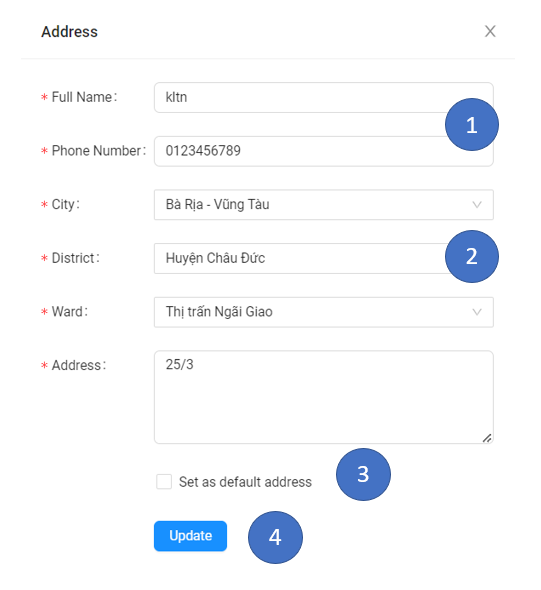 Address
* Full Name: kltn
1
* Phone Number: 0123456789
* City: Bà Rịa - Vũng Tàu
* District: Huyện Châu Đức
2
* Ward: Thị trấn Ngãi Giao
* Address: 25/3
Set as default address
3
Update
4